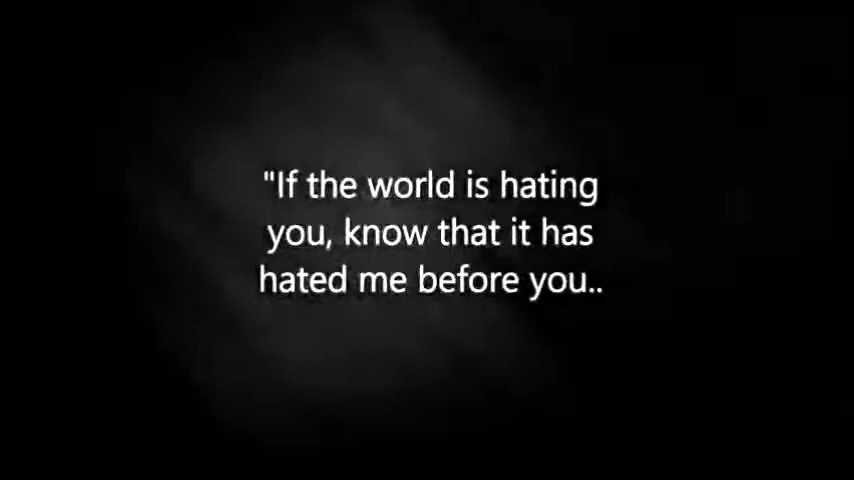 "If the world is hating
you, know that it has
hated me before you..